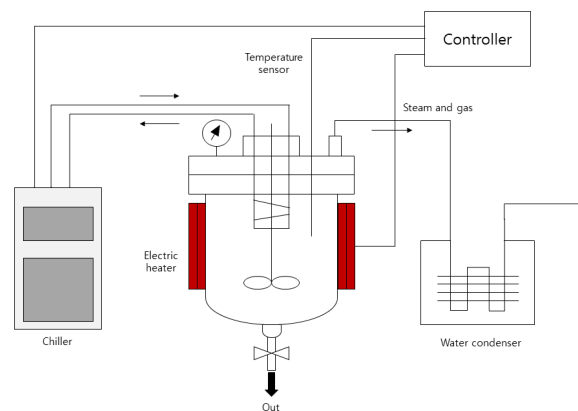 Controller
Temperature
sensor
Steam and gas
Electric
heater
Chiller
Water condenser
Out